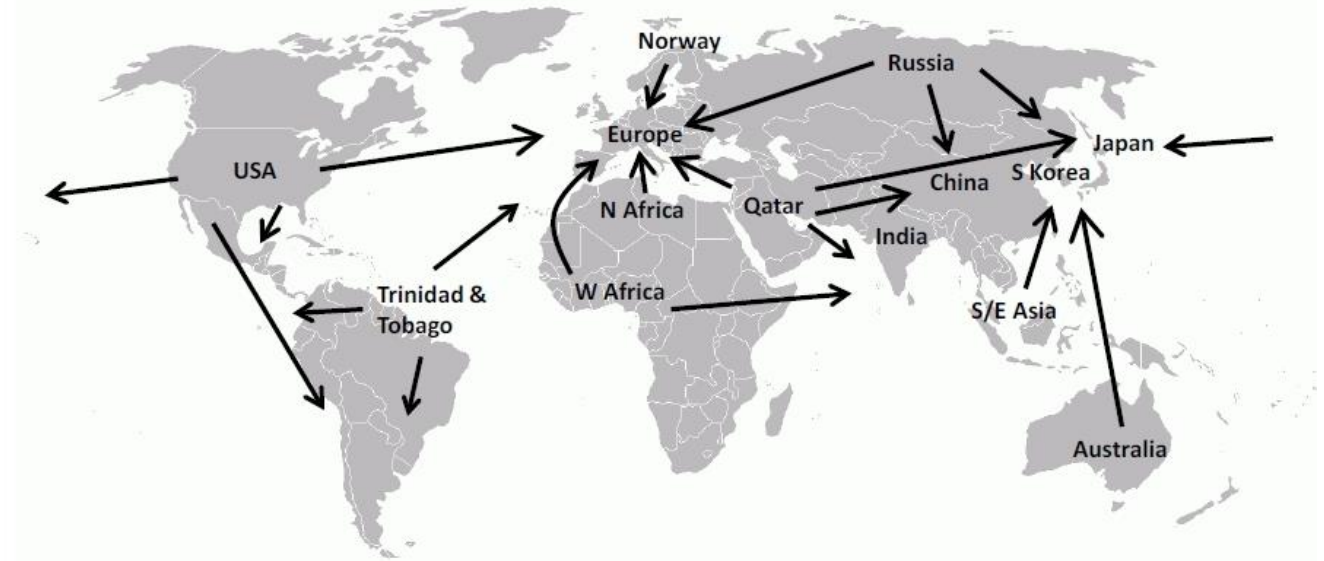 Norway
Russia
Europe
Japan
USA
S Korea
China
N Africa
Qatar
India
W Africa
Trinidad &
Tobago
S/E Asia
Australia